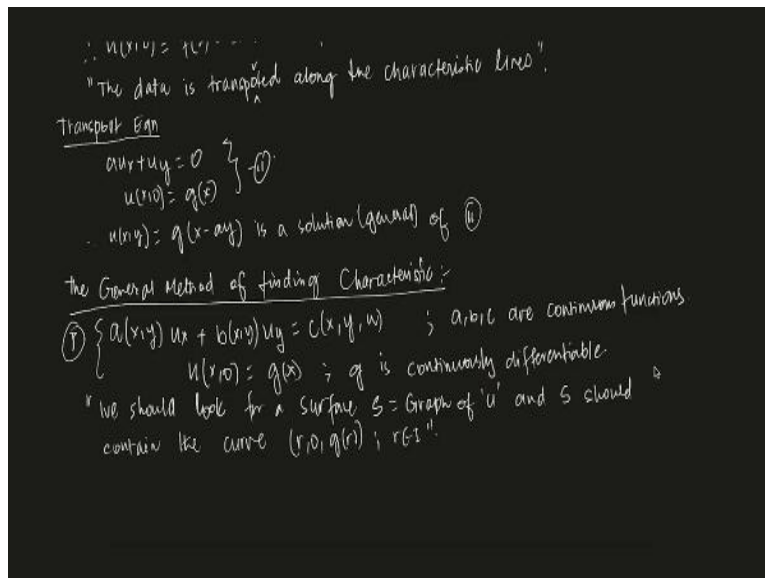 ∴ u(x,0) =
"The data is transpoted along the characteristic lines".
Transport Eqn
aux + uy = 0
u(x,0) = g(x) } - (ii)
∴ u(x,y) = g(x-ay) is a solution (general) of (ii)
The General Method of finding Characteristic :-
(I) { a(x,y) ux + b(x,y) uy = c(x,y,u) ; a,b,c are continuous functions.
u(x,0) = g(x) ; g is continuously differentiable.
" We should look for a surface S = Graph of 'u' and S should
contain the curve (r,0,g(r)) ; r∈I ".